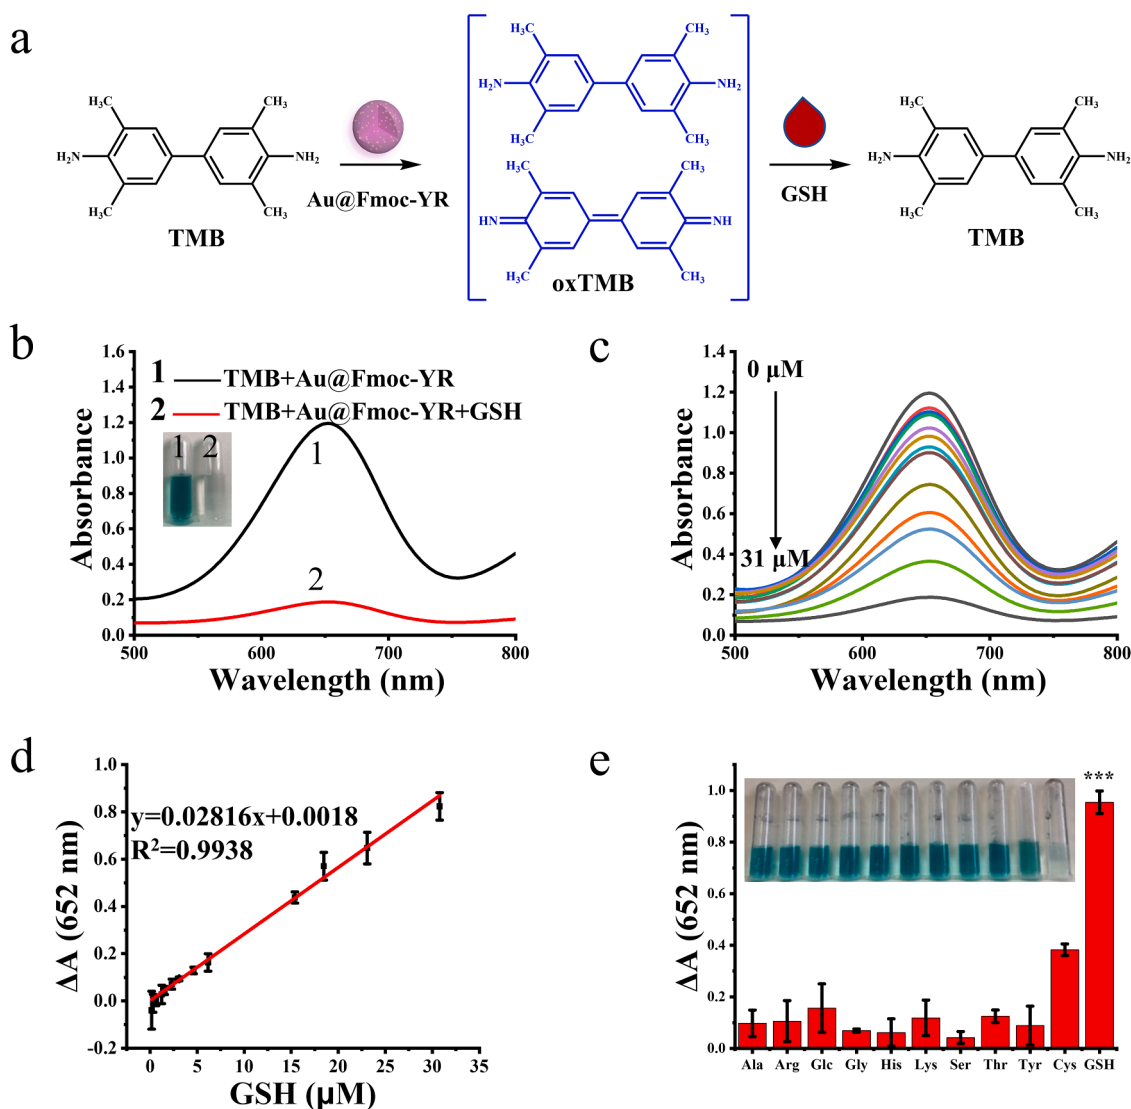 a
H₃C
CH₃
H₂N
NH₂
H₃C
CH₃
TMB
Au@Fmoc-YR
H₃C
CH₃
H₂N
NH₂
H₃C
CH₃
H₃C
CH₃
HN
NH
H₃C
CH₃
oxTMB
GSH
H₃C
CH₃
H₂N
NH₂
H₃C
CH₃
TMB
b
1 TMB+Au@Fmoc-YR
2 TMB+Au@Fmoc-YR+GSH
1 2
1
2
1.6
1.4
1.2
1.0
0.8
0.6
0.4
0.2
0.0
500 600 700 800
Absorbance
Wavelength (nm)
c
0 μM
31 μM
1.4
1.2
1.0
0.8
0.6
0.4
0.2
0.0
500 600 700 800
Absorbance
Wavelength (nm)
d
y=0.02816x+0.0018
R²=0.9938
1.0
0.8
0.6
0.4
0.2
0.0
-0.2
0 5 10 15 20 25 30 35
ΔA (652 nm)
GSH (μM)
e
***
1.0
0.8
0.6
0.4
0.2
0.0
Ala Arg Glc Gly His Lys Ser Thr Tyr Cys GSH
ΔA (652 nm)